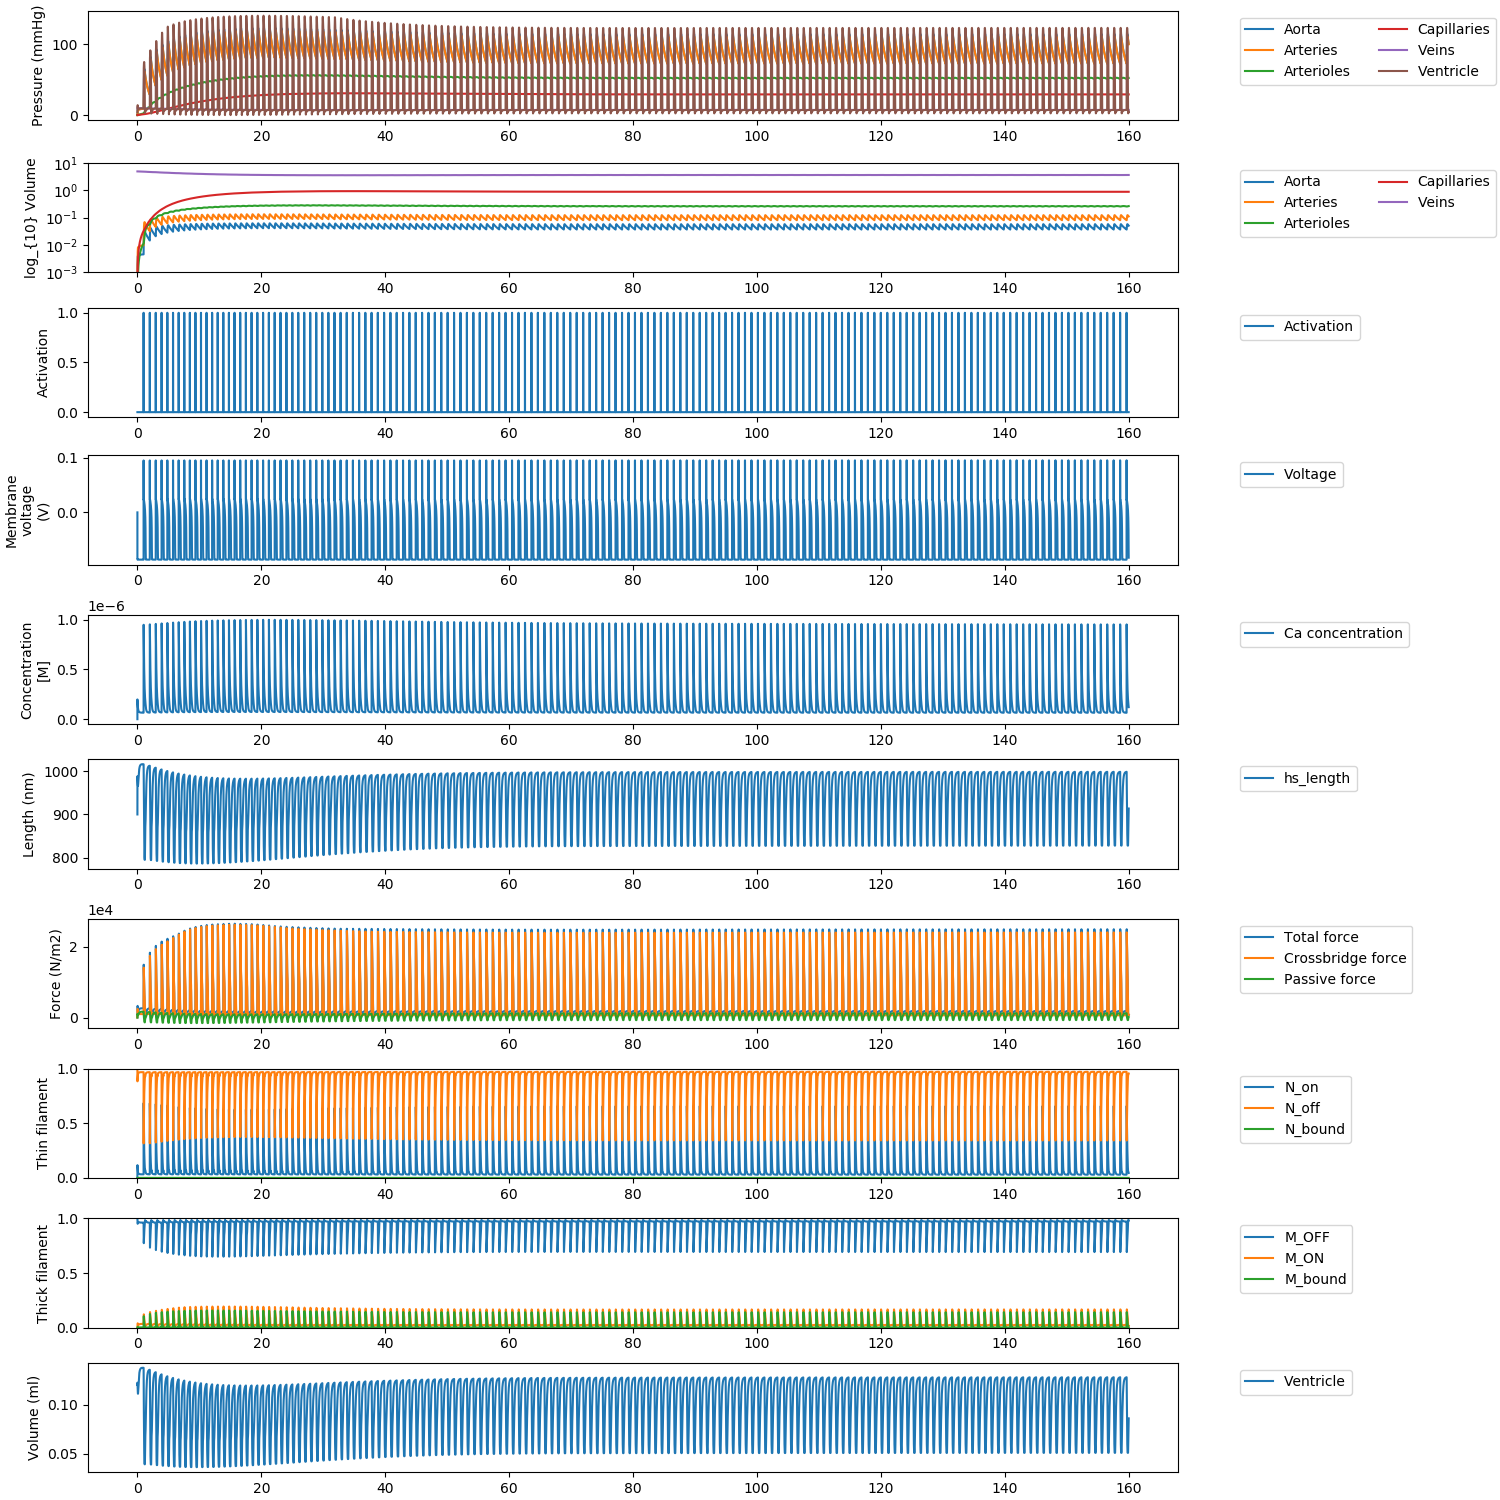 Pressure (mmHg)
100
0
0 20 40 60 80 100 120 140 160
Aorta Capillaries
Arteries Veins
Arterioles Ventricle
log_{10} Volume
10¹
10⁰
10⁻¹
10⁻²
10⁻³
0 20 40 60 80 100 120 140 160
Aorta Capillaries
Arteries Veins
Arterioles
Activation
1.0
0.5
0.0
0 20 40 60 80 100 120 140 160
Activation
Membrane
voltage
(V)
0.1
0.0
0 20 40 60 80 100 120 140 160
Voltage
1e−6
Concentration
[M]
1.0
0.5
0.0
0 20 40 60 80 100 120 140 160
Ca concentration
Length (nm)
1000
900
800
0 20 40 60 80 100 120 140 160
hs_length
1e4
Force (N/m2)
2
0
0 20 40 60 80 100 120 140 160
Total force
Crossbridge force
Passive force
Thin filament
1.0
0.5
0.0
0 20 40 60 80 100 120 140 160
N_on
N_off
N_bound
Thick filament
1.0
0.5
0.0
0 20 40 60 80 100 120 140 160
M_OFF
M_ON
M_bound
Volume (ml)
0.10
0.05
0 20 40 60 80 100 120 140 160
Ventricle